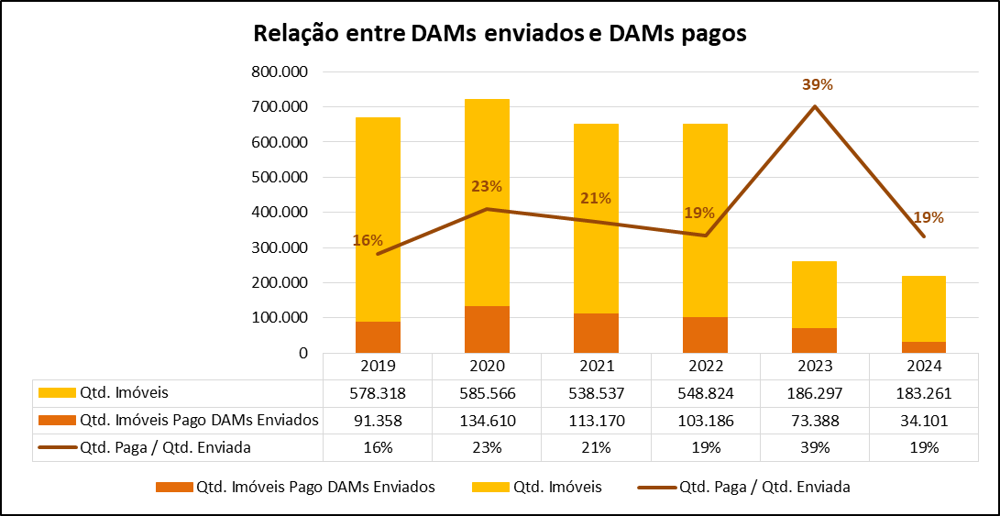 Relação entre DAMs enviados e DAMs pagos
800.000
700.000
600.000
500.000
400.000
300.000
200.000
100.000
0
16%
23%
21%
19%
39%
19%
2019 2020 2021 2022 2023 2024
Qtd. Imóveis 578.318 585.566 538.537 548.824 186.297 183.261
Qtd. Imóveis Pago DAMs Enviados 91.358 134.610 113.170 103.186 73.388 34.101
Qtd. Paga / Qtd. Enviada 16% 23% 21% 19% 39% 19%
Qtd. Imóveis Pago DAMs Enviados Qtd. Imóveis Qtd. Paga / Qtd. Enviada